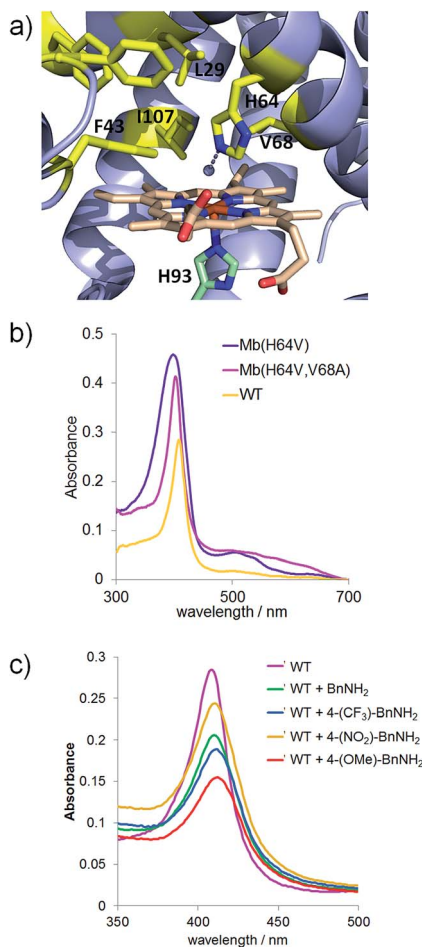 a)
L29
H64
I107
F43
V68
H93
b)
Absorbance
0.5
0.4
0.3
0.2
0.1
0
300
500
700
wavelength / nm
Mb(H64V)
Mb(H64V,V68A)
WT
c)
Absorbance
0.3
0.25
0.2
0.15
0.1
0.05
0
350
400
450
500
wavelength / nm
' WT
' WT + BnNH2
' WT + 4-(CF3)-BnNH2
' WT + 4-(NO2)-BnNH2
' WT + 4-(OMe)-BnNH2